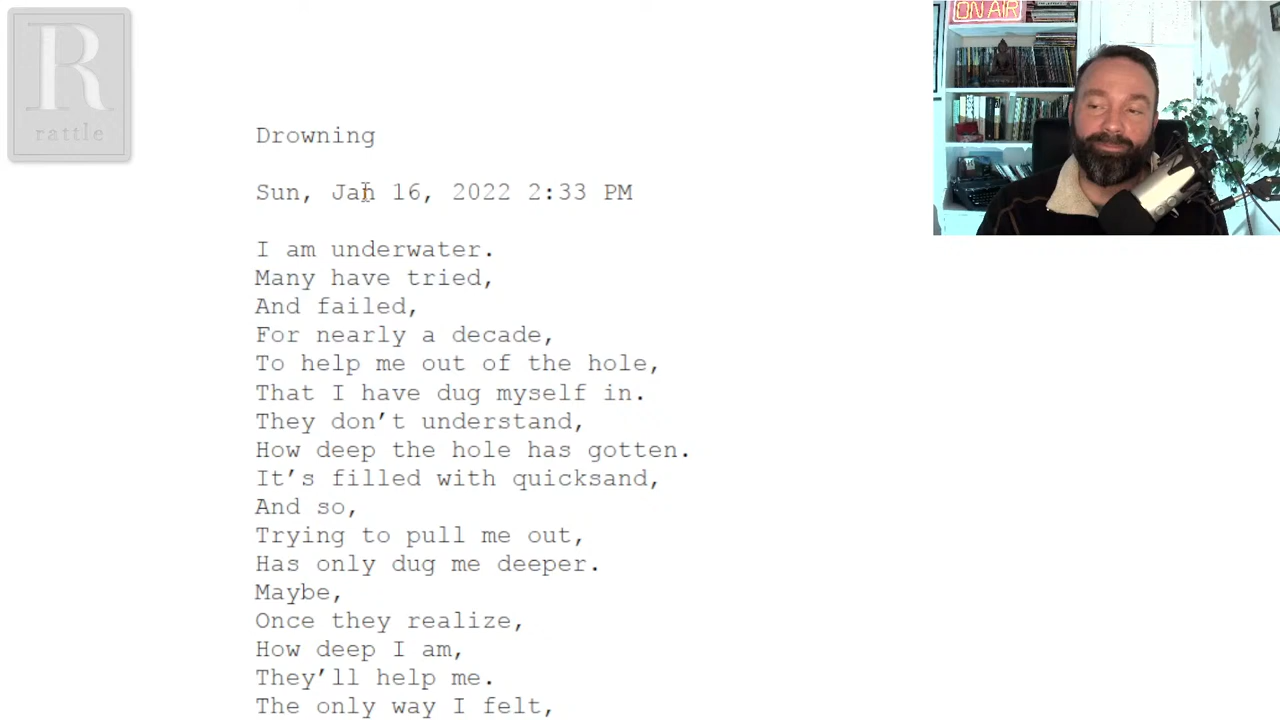 R
rattle
ON AIR
Drowning
Sun, Jan 16, 2022 2:33 PM
I am underwater.
Many have tried,
And failed,
For nearly a decade,
To help me out of the hole,
That I have dug myself in.
They don’t understand,
How deep the hole has gotten.
It’s filled with quicksand,
And so,
Trying to pull me out,
Has only dug me deeper.
Maybe,
Once they realize,
How deep I am,
They’ll help me.
The only way I felt,